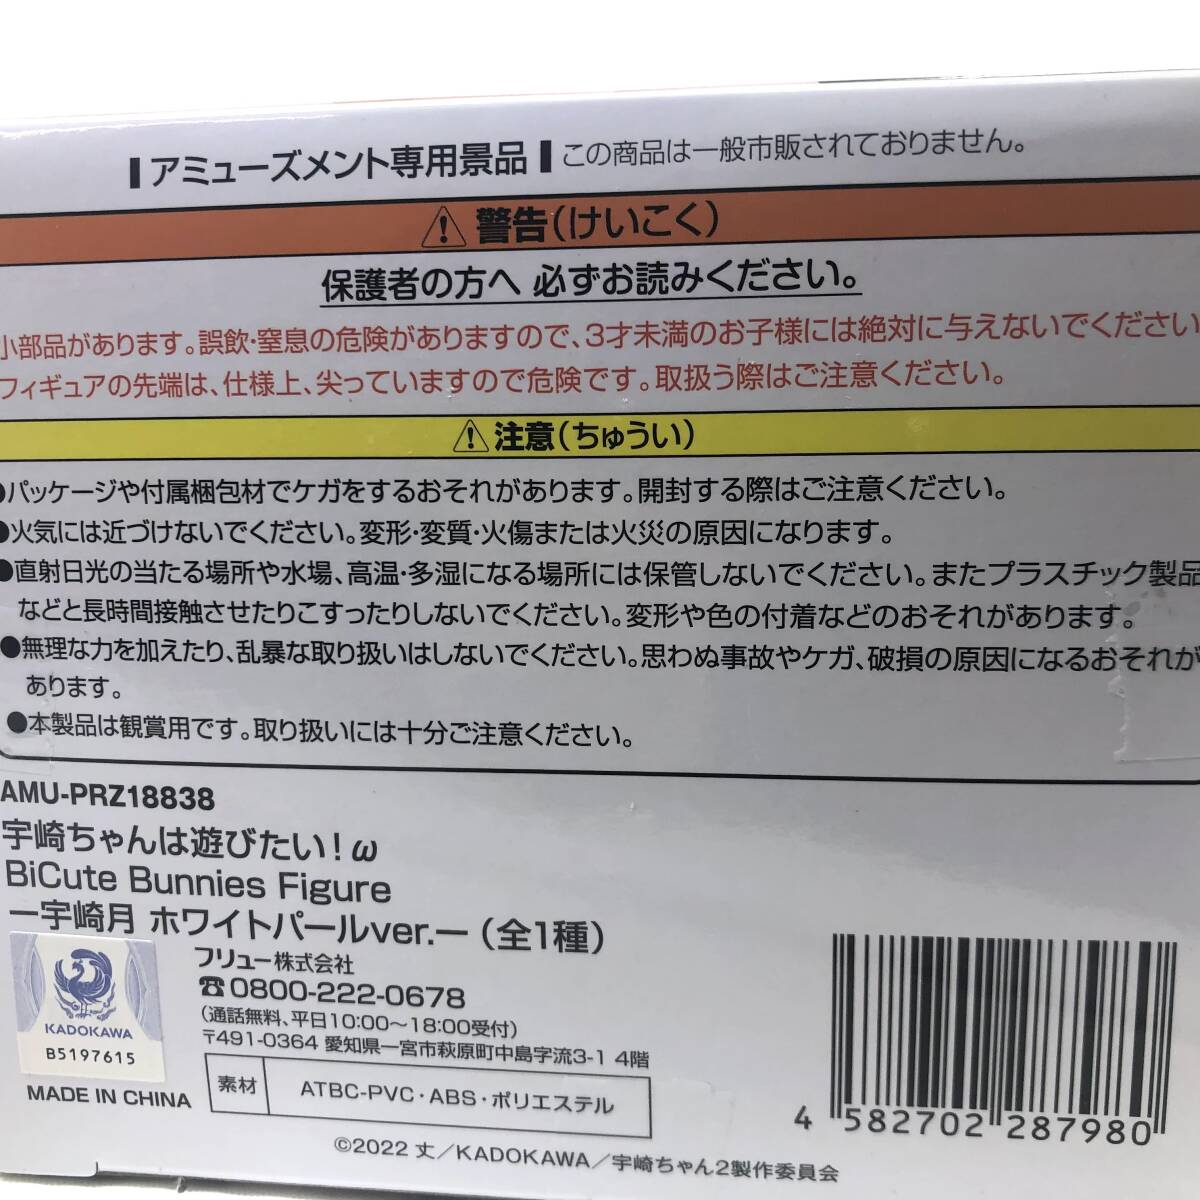 アミューズメント専用景品 この商品は一般市販されておりません。
警告(けいこく)
保護者の方へ 必ずお読みください。
小部品があります。誤飲・窒息の危険がありますので、3才未満のお子様には絶対に与えないでください
フィギュアの先端は、仕様上、尖っていますので危険です。取扱う際はご注意ください。
注意(ちゅうい)
●パッケージや付属梱包材でケガをするおそれがあります。開封する際はご注意ください。
●火気には近づけないでください。変形・変質・火傷または火災の原因になります。
●直射日光の当たる場所や水場、高温・多湿になる場所には保管しないでください。またプラスチック製品
などと長時間接触させたりこすったりしないでください。変形や色の付着などのおそれがあります。
●無理な力を加えたり、乱暴な取り扱いはしないでください。思わぬ事故やケガ、破損の原因になるおそれが
あります。
●本製品は観賞用です。取り扱いには十分ご注意ください。
AMU-PRZ18838
宇崎ちゃんは遊びたい!ω
BiCute Bunnies Figure
ー宇崎月 ホワイトパールver.ー(全1種)
フリュー株式会社
☎0800-222-0678
(通話無料、平日10:00〜18:00受付)
〒491-0364 愛知県一宮市萩原町中島字流3-1 4階
KADOKAWA
B5197615
MADE IN CHINA
素材 ATBC-PVC・ABS・ポリエステル
4 582702 287980
©2022 丈/KADOKAWA/宇崎ちゃん2製作委員会